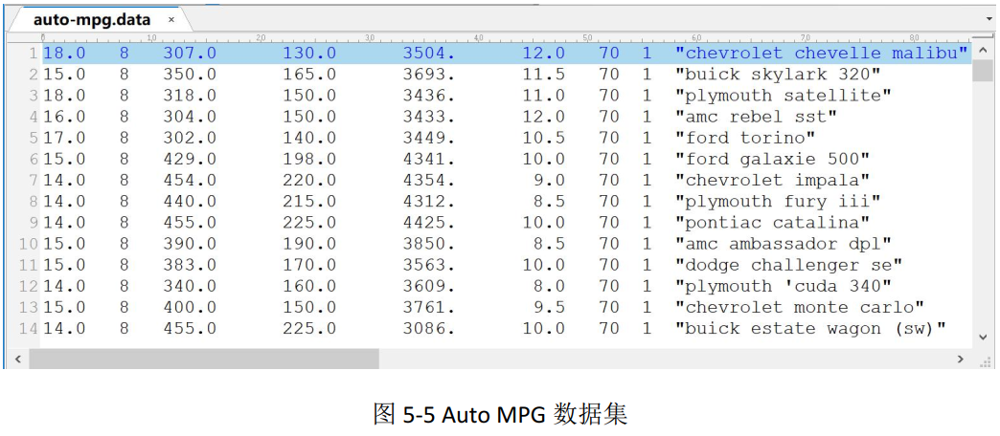 auto-mpg.data ×
0 10 20 30 40 50 60 70 80
1 18.0 8 307.0 130.0 3504. 12.0 70 1 "chevrolet chevelle malibu"
2 15.0 8 350.0 165.0 3693. 11.5 70 1 "buick skylark 320"
3 18.0 8 318.0 150.0 3436. 11.0 70 1 "plymouth satellite"
4 16.0 8 304.0 150.0 3433. 12.0 70 1 "amc rebel sst"
5 17.0 8 302.0 140.0 3449. 10.5 70 1 "ford torino"
6 15.0 8 429.0 198.0 4341. 10.0 70 1 "ford galaxie 500"
7 14.0 8 454.0 220.0 4354. 9.0 70 1 "chevrolet impala"
8 14.0 8 440.0 215.0 4312. 8.5 70 1 "plymouth fury iii"
9 14.0 8 455.0 225.0 4425. 10.0 70 1 "pontiac catalina"
10 15.0 8 390.0 190.0 3850. 8.5 70 1 "amc ambassador dpl"
11 15.0 8 383.0 170.0 3563. 10.0 70 1 "dodge challenger se"
12 14.0 8 340.0 160.0 3609. 8.0 70 1 "plymouth 'cuda 340"
13 15.0 8 400.0 150.0 3761. 9.5 70 1 "chevrolet monte carlo"
14 14.0 8 455.0 225.0 3086. 10.0 70 1 "buick estate wagon (sw)"
图 5-5 Auto MPG 数据集